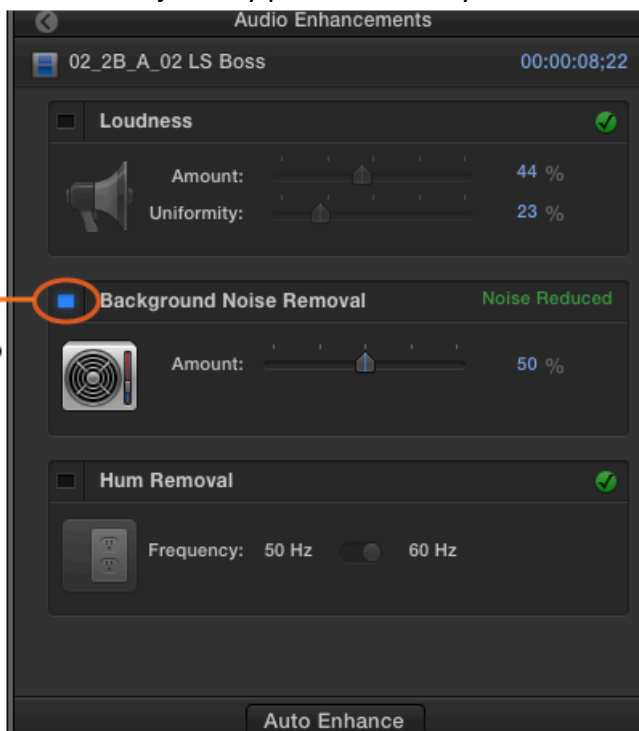 Audio Enhancements
02_2B_A_02 LS Boss 00:00:08;22
Loudness
Amount: 44 %
Uniformity: 23 %
Background Noise Removal Noise Reduced
Amount: 50 %
Hum Removal
Frequency: 50 Hz 60 Hz
Auto Enhance